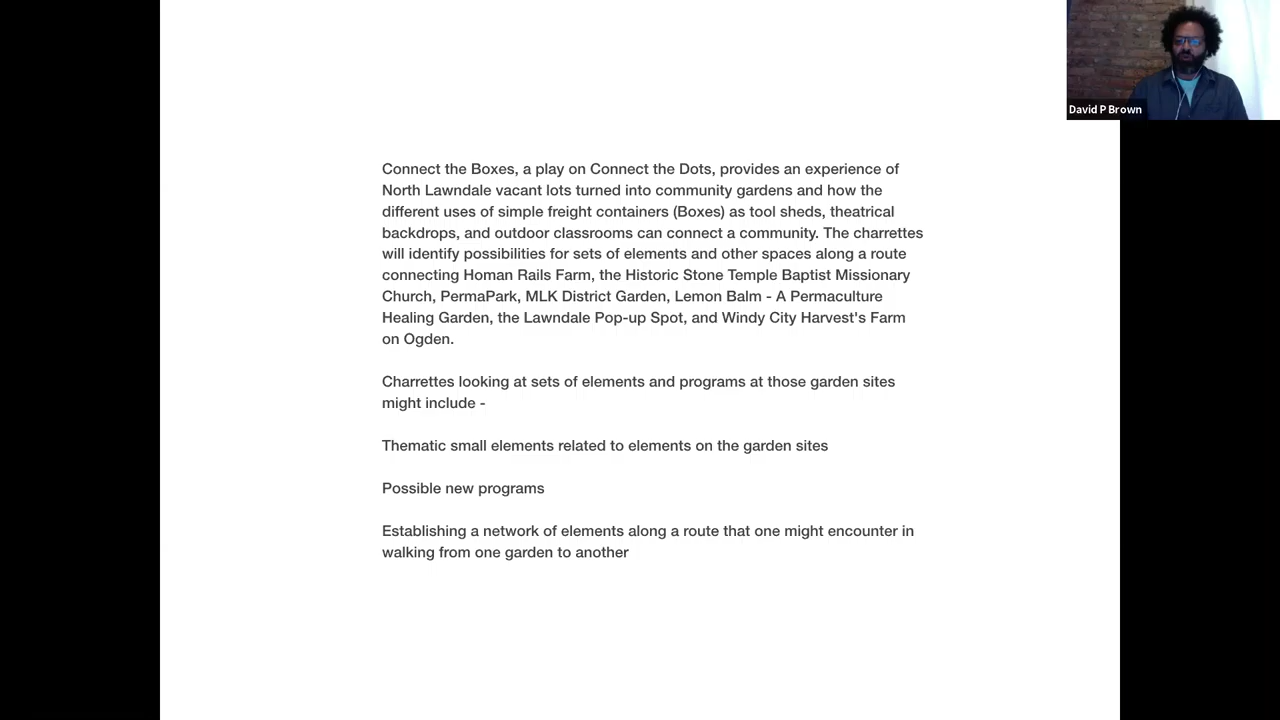 David P Brown
Connect the Boxes, a play on Connect the Dots, provides an experience of
North Lawndale vacant lots turned into community gardens and how the
different uses of simple freight containers (Boxes) as tool sheds, theatrical
backdrops, and outdoor classrooms can connect a community. The charrettes
will identify possibilities for sets of elements and other spaces along a route
connecting Homan Rails Farm, the Historic Stone Temple Baptist Missionary
Church, PermaPark, MLK District Garden, Lemon Balm - A Permaculture
Healing Garden, the Lawndale Pop-up Spot, and Windy City Harvest's Farm
on Ogden.
Charrettes looking at sets of elements and programs at those garden sites
might include -
Thematic small elements related to elements on the garden sites
Possible new programs
Establishing a network of elements along a route that one might encounter in
walking from one garden to another